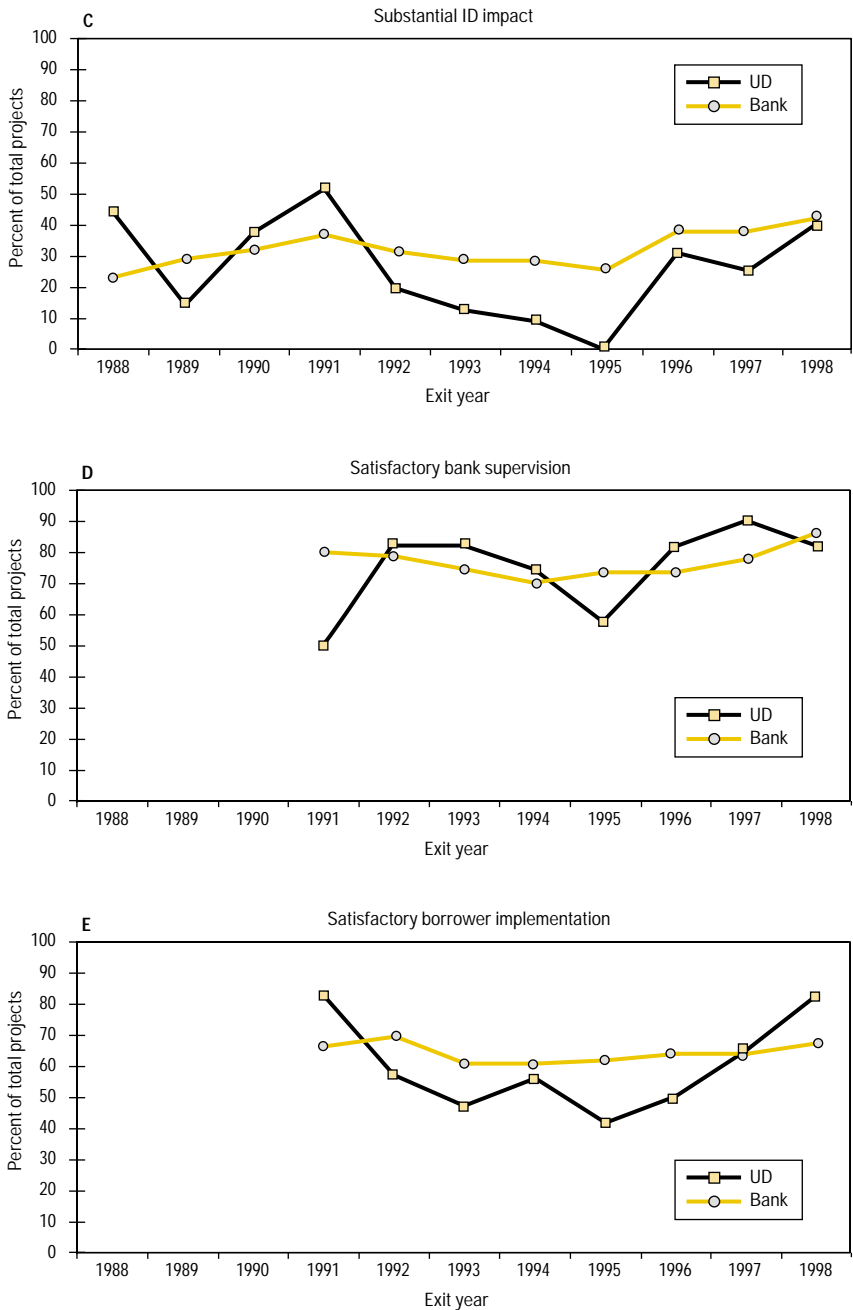 C
Substantial ID impact
Percent of total projects
100
90
80
70
60
50
40
30
20
10
0
UD
Bank
1988 1989 1990 1991 1992 1993 1994 1995 1996 1997 1998
Exit year
D
Satisfactory bank supervision
Percent of total projects
100
90
80
70
60
50
40
30
20
10
0
UD
Bank
1988 1989 1990 1991 1992 1993 1994 1995 1996 1997 1998
Exit year
E
Satisfactory borrower implementation
Percent of total projects
100
90
80
70
60
50
40
30
20
10
0
UD
Bank
1988 1989 1990 1991 1992 1993 1994 1995 1996 1997 1998
Exit year